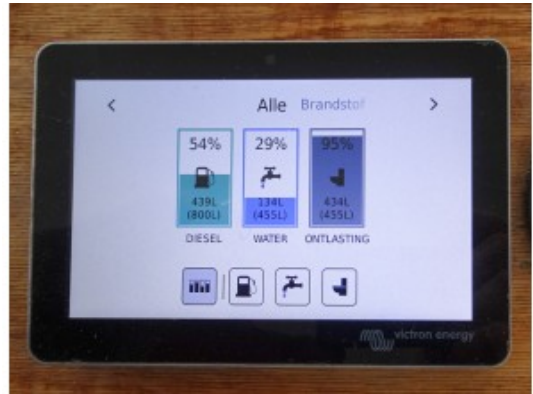 Alle Brandstof
54% 29% 95%
439L 134L 434L
(800L) (455L) (455L)
DIESEL WATER ONTLASTING
victron energy